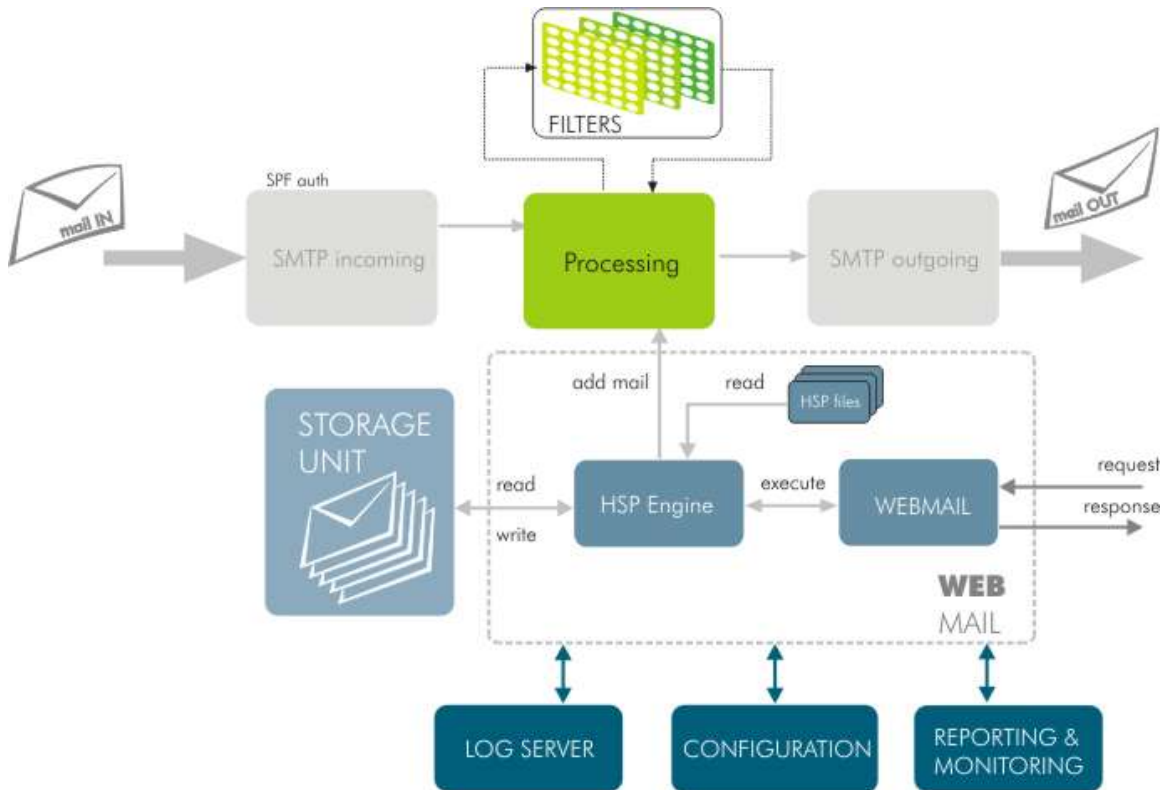 FILTERS
SPF auth
mail IN
SMTP incoming
Processing
SMTP outgoing
mail OUT
add mail
read
HSP files
STORAGE
UNIT
read
write
HSP Engine
execute
WEBMAIL
request
response
WEB
MAIL
LOG SERVER
CONFIGURATION
REPORTING &
MONITORING